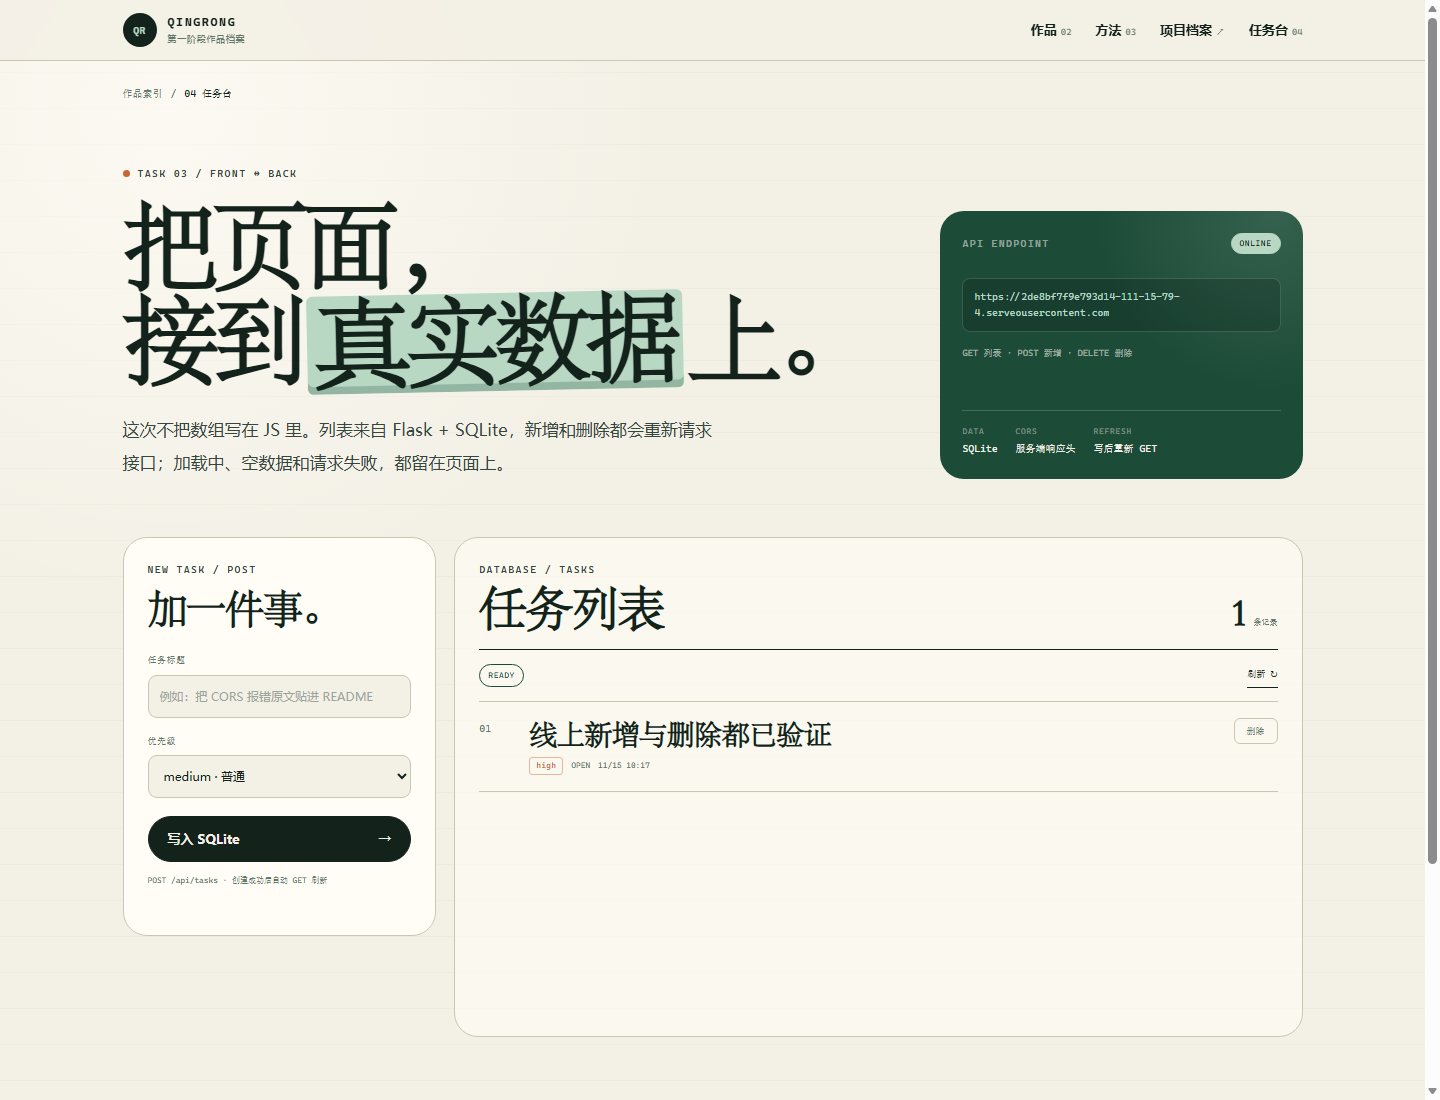 QR
QINGRONG
第一阶段作品档案
作品 02
方法 03
项目档案 ↗
任务台 04
作品索引 / 04 任务台
TASK 03 / FRONT ↔ BACK
把页面，
接到真实数据上。
这次不把数组写在 JS 里。列表来自 Flask + SQLite，新增和删除都会重新请求
接口；加载中、空数据和请求失败，都留在页面上。
API ENDPOINT
ONLINE
https://2de8bf7f9e793d14-111-15-79-
4.serveousercontent.com
GET 列表 · POST 新增 · DELETE 删除
DATA
SQLite
CORS
服务端响应头
REFRESH
写后重新 GET
NEW TASK / POST
加一件事。
任务标题
例如：把 CORS 报错原文贴进 README
优先级
medium · 普通
写入 SQLite →
POST /api/tasks · 创建成功后自动 GET 刷新
DATABASE / TASKS
任务列表
1 条记录
READY
刷新 ↻
01
线上新增与删除都已验证
high OPEN 11/15 10:17
删除